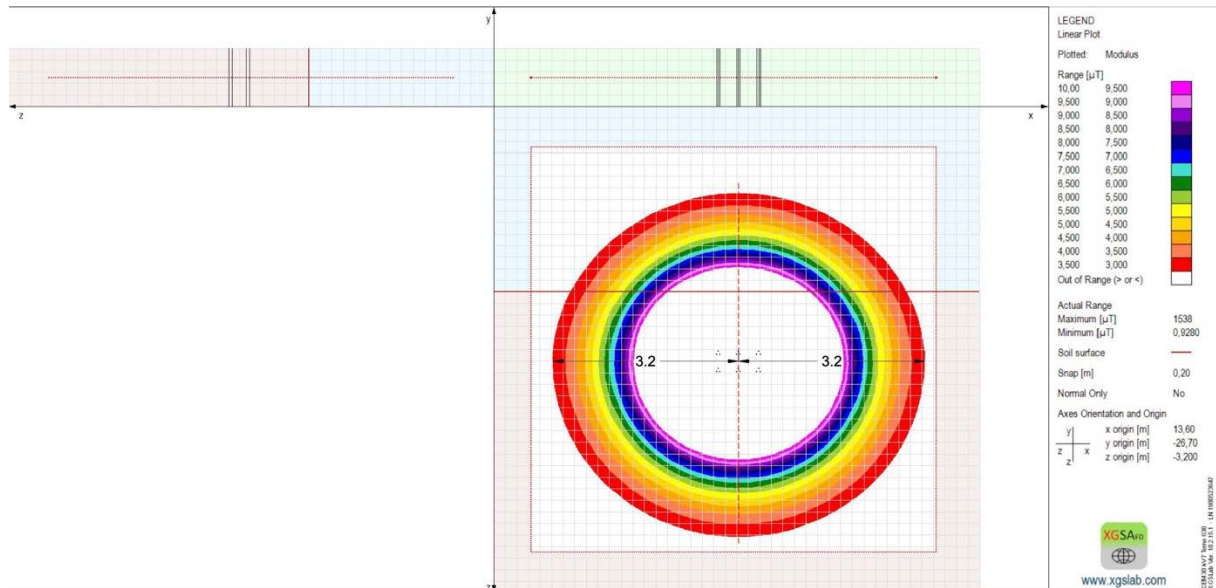 y
z
x
z
3.2
3.2
LEGEND
Linear Plot
Plotted: Modulus
Range [µT]
10,00 9,500
9,500 9,000
9,000 8,500
8,500 8,000
8,000 7,500
7,500 7,000
7,000 6,500
6,500 6,000
6,000 5,500
5,500 5,000
5,000 4,500
4,500 4,000
4,000 3,500
3,500 3,000
Out of Range (> or <)
Actual Range
Maximum [µT] 1538
Minimum [µT] 0,9280
Soil surface
Snap [m] 0,20
Normal Only No
Axes Orientation and Origin
y x origin [m] 13,60
z x y origin [m] -26,70
z z origin [m] -3,200
XGSA FD
www.xgslab.com